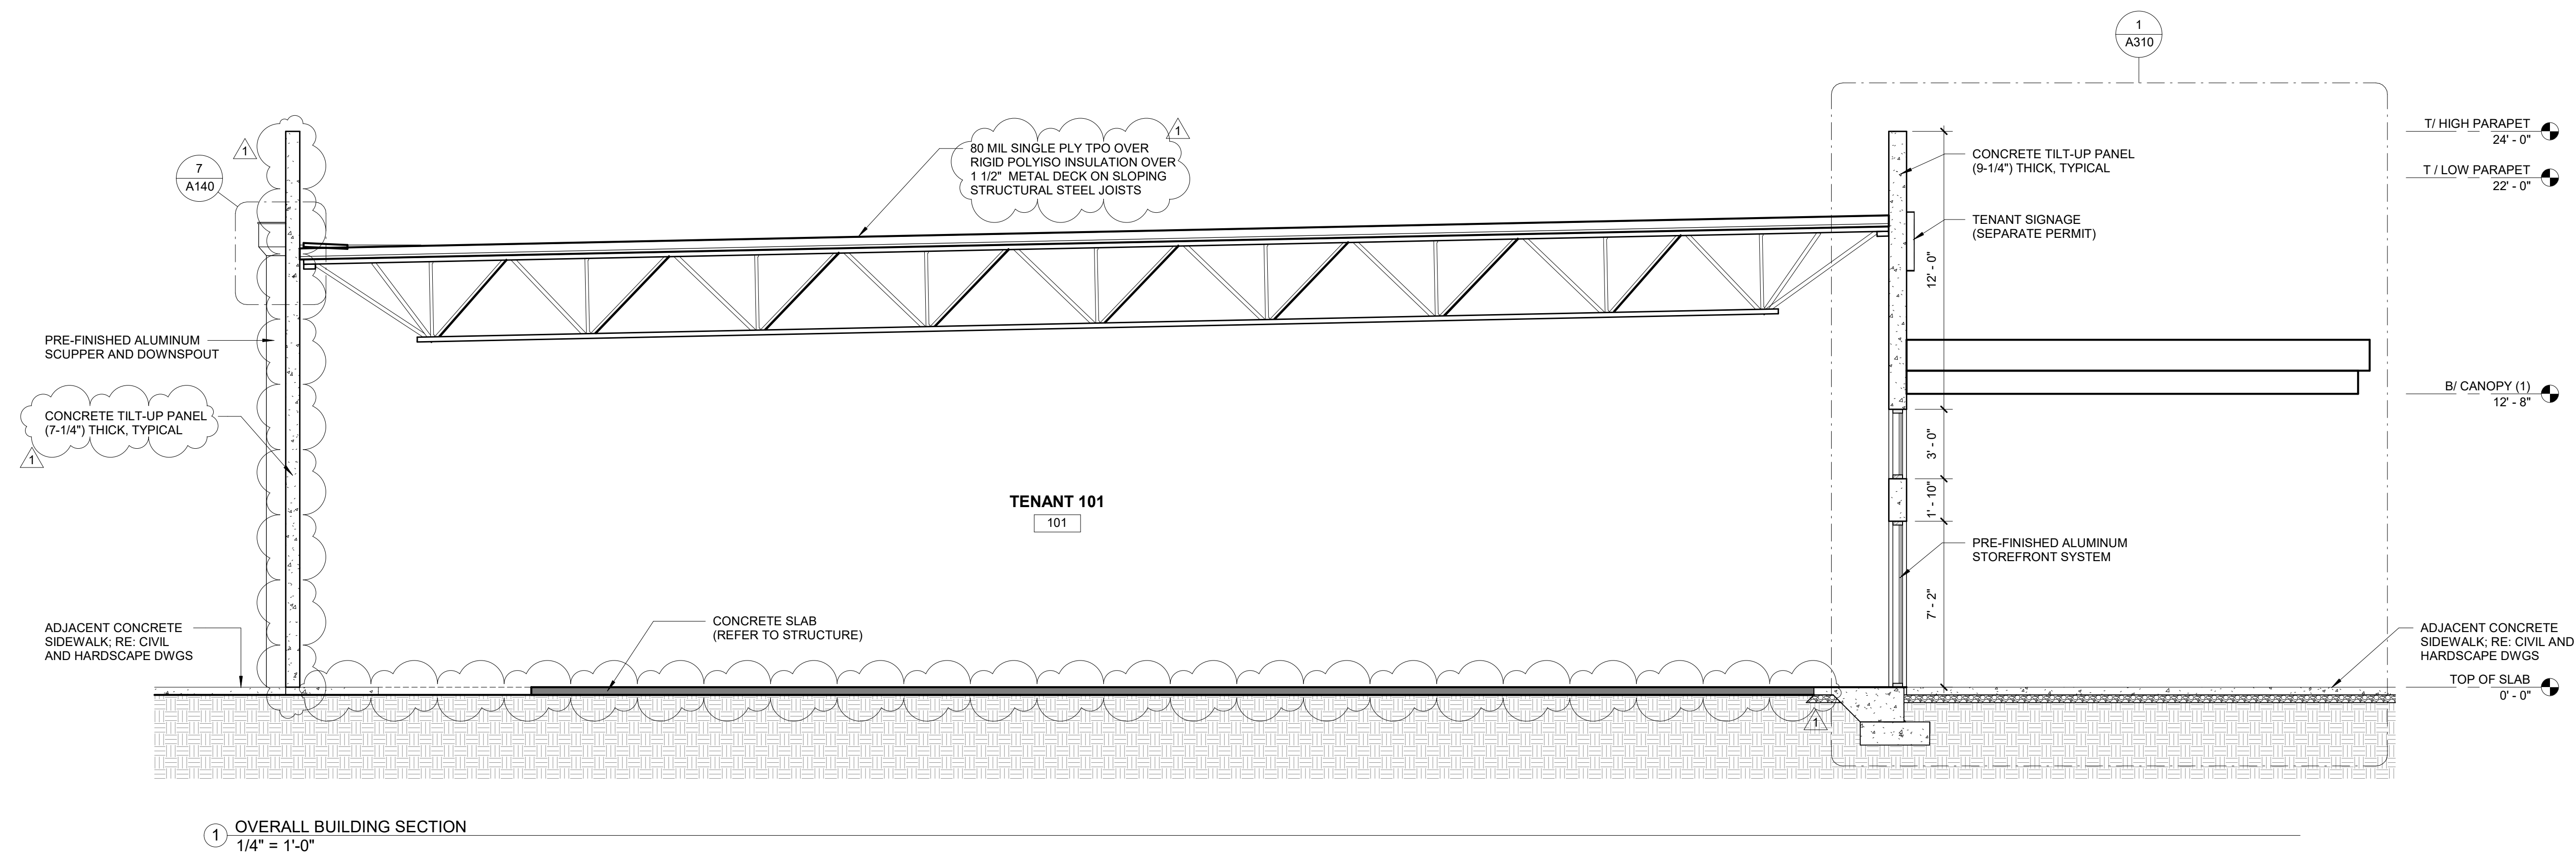 1
A310
T/ HIGH PARAPET
24' - 0"
T / LOW PARAPET
22' - 0"
B/ CANOPY (1)
12' - 8"
TOP OF SLAB
0' - 0"
1
7
A140
1
80 MIL SINGLE PLY TPO OVER
RIGID POLYISO INSULATION OVER
1 1/2" METAL DECK ON SLOPING
STRUCTURAL STEEL JOISTS
CONCRETE TILT-UP PANEL
(9-1/4") THICK, TYPICAL
TENANT SIGNAGE
(SEPARATE PERMIT)
12' - 0"
3' - 0"
1' - 10"
7' - 2"
PRE-FINISHED ALUMINUM
SCUPPER AND DOWNSPOUT
CONCRETE TILT-UP PANEL
(7-1/4") THICK, TYPICAL
1
TENANT 101
101
PRE-FINISHED ALUMINUM
STOREFRONT SYSTEM
ADJACENT CONCRETE
SIDEWALK; RE: CIVIL
AND HARDSCAPE DWGS
CONCRETE SLAB
(REFER TO STRUCTURE)
ADJACENT CONCRETE
SIDEWALK; RE: CIVIL AND
HARDSCAPE DWGS
1
1
OVERALL BUILDING SECTION
1/4" = 1'-0"